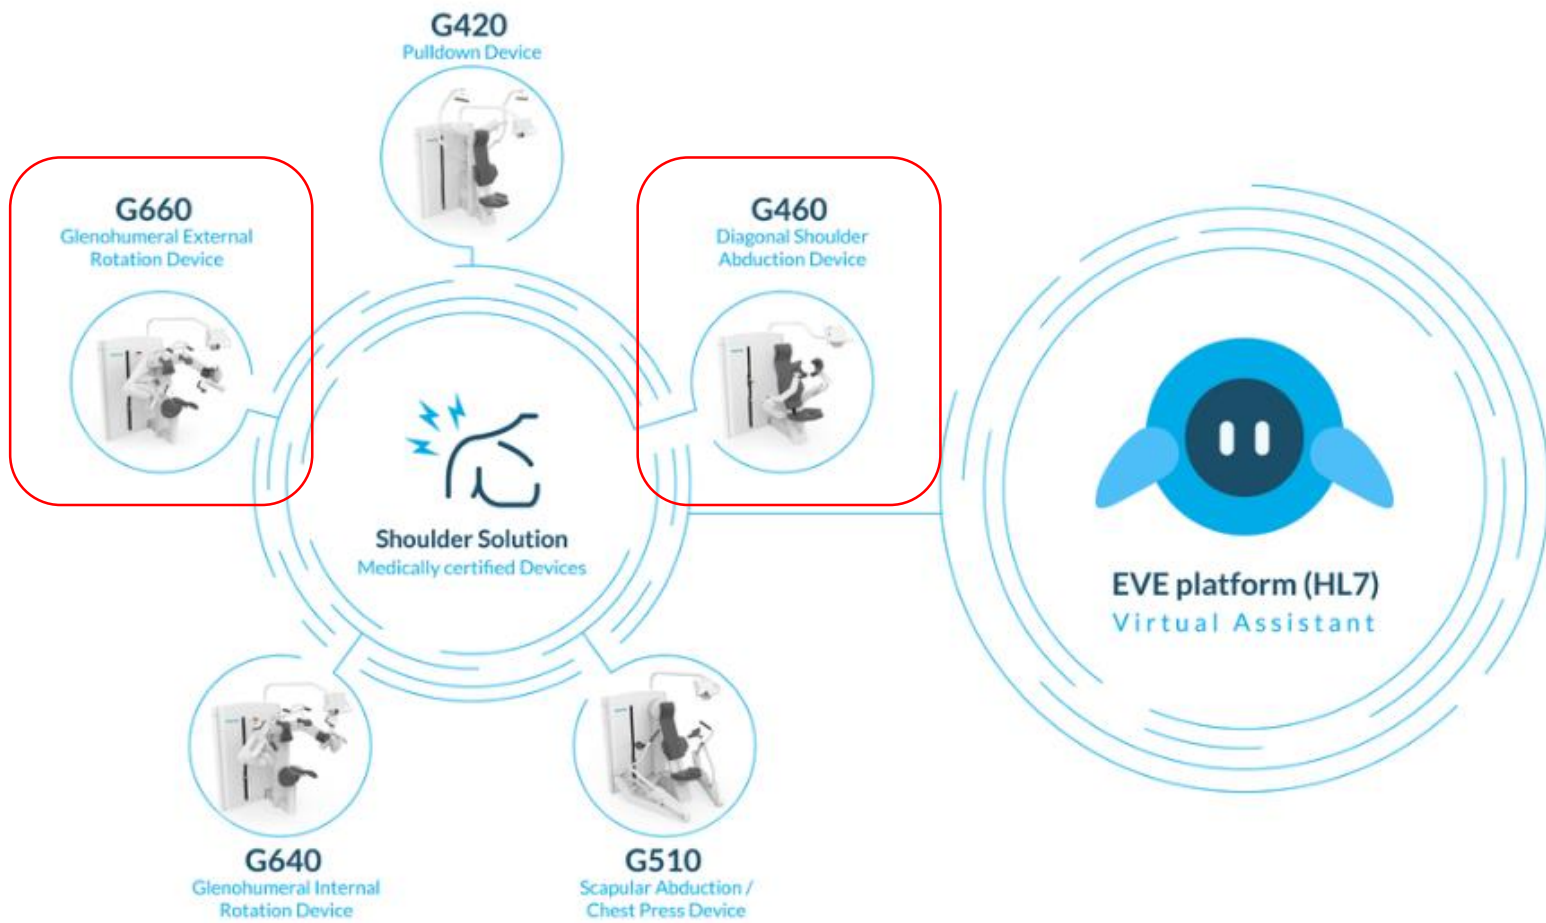 G420
Pulldown Device
G660
Glenohumeral External
Rotation Device
G460
Diagonal Shoulder
Abduction Device
Shoulder Solution
Medically certified Devices
EVE platform (HL7)
Virtual Assistant
G640
Glenohumeral Internal
Rotation Device
G510
Scapular Abduction /
Chest Press Device